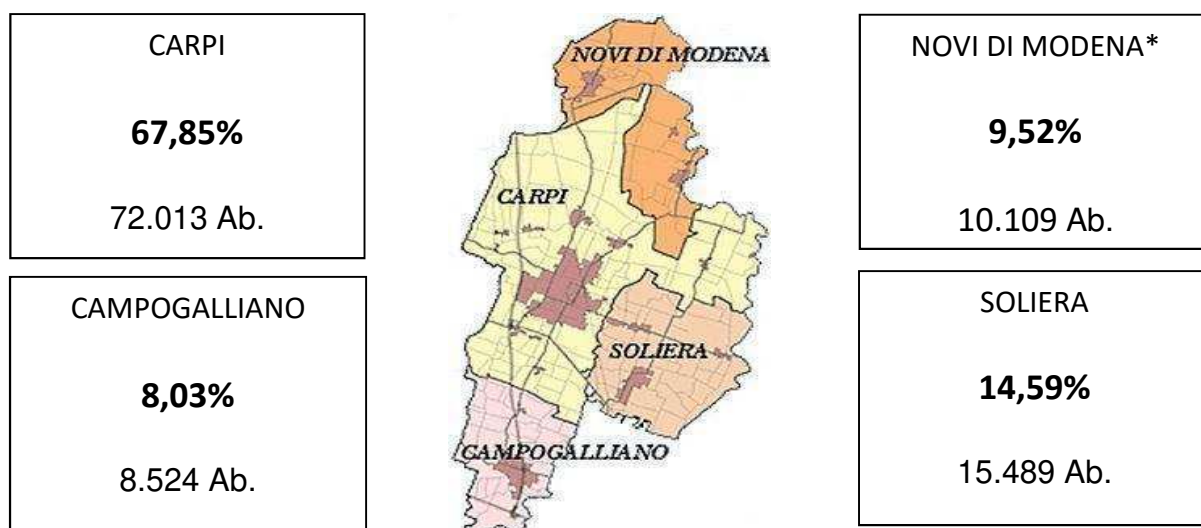 CARPI
67,85%
72.013 Ab.
CAMPOGALLIANO
8,03%
8.524 Ab.
NOVI DI MODENA
CARPI
SOLIERA
CAMPOGALLIANO
NOVI DI MODENA*
9,52%
10.109 Ab.
SOLIERA
14,59%
15.489 Ab.